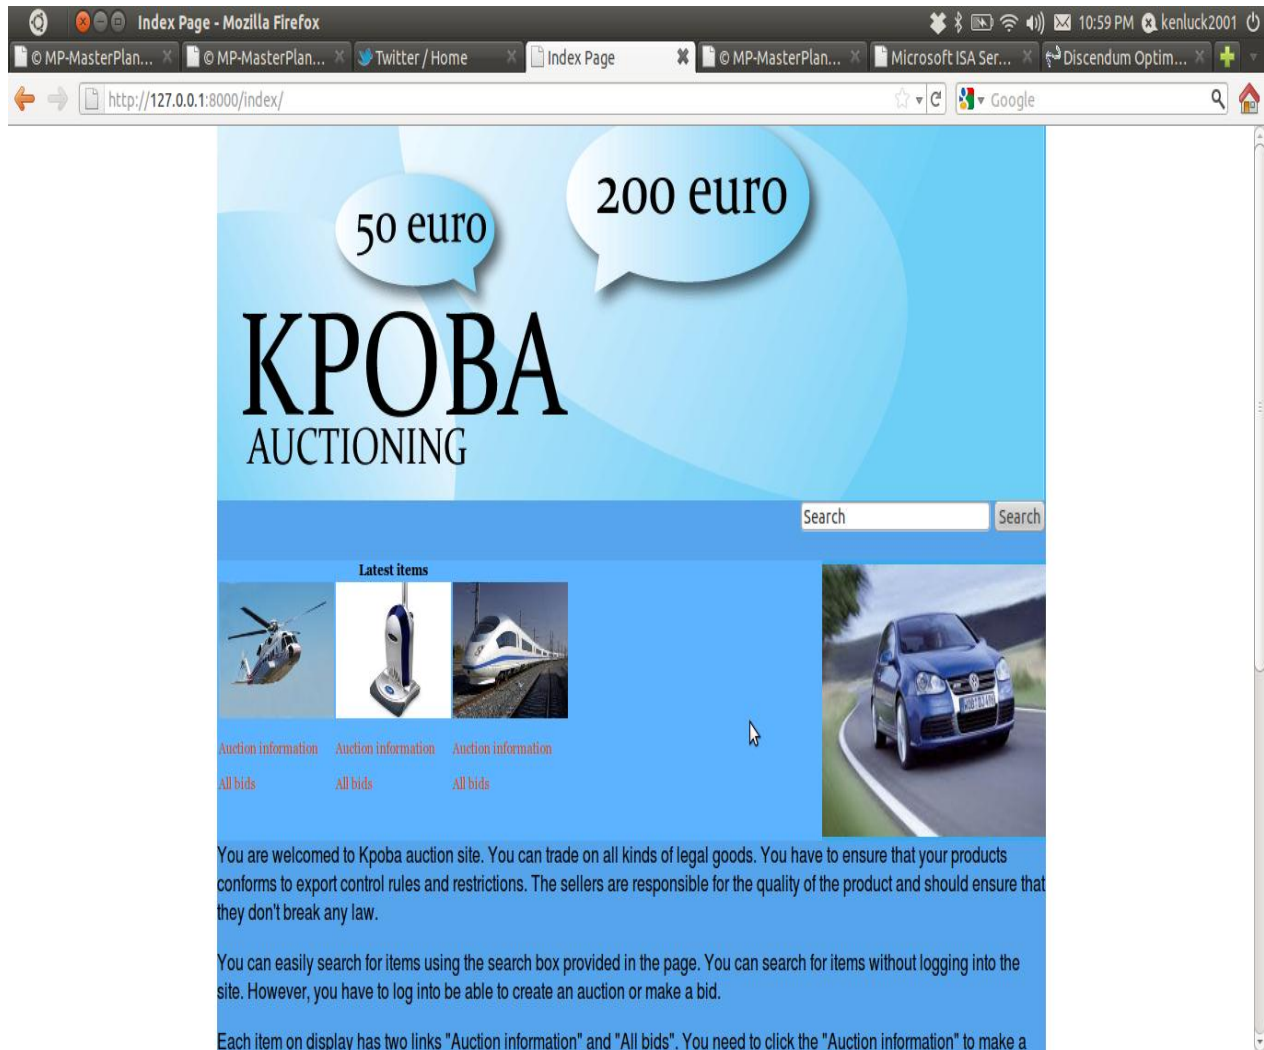 Index Page - Mozilla Firefox
10:59 PM kenluck2001
© MP-MasterPlan... © MP-MasterPlan... Twitter / Home Index Page © MP-MasterPlan... Microsoft ISA Ser... Discendum Optim...
http://127.0.0.1:8000/index/
Google
200 euro
50 euro
KPOBA
AUCTIONING
Search Search
Latest items
Auction information Auction information Auction information
All bids All bids All bids
You are welcomed to Kpoba auction site. You can trade on all kinds of legal goods. You have to ensure that your products
conforms to export control rules and restrictions. The sellers are responsible for the quality of the product and should ensure that
they don't break any law.
You can easily search for items using the search box provided in the page. You can search for items without logging into the
site. However, you have to log into be able to create an auction or make a bid.
Each item on display has two links "Auction information" and "All bids". You need to click the "Auction information" to make a